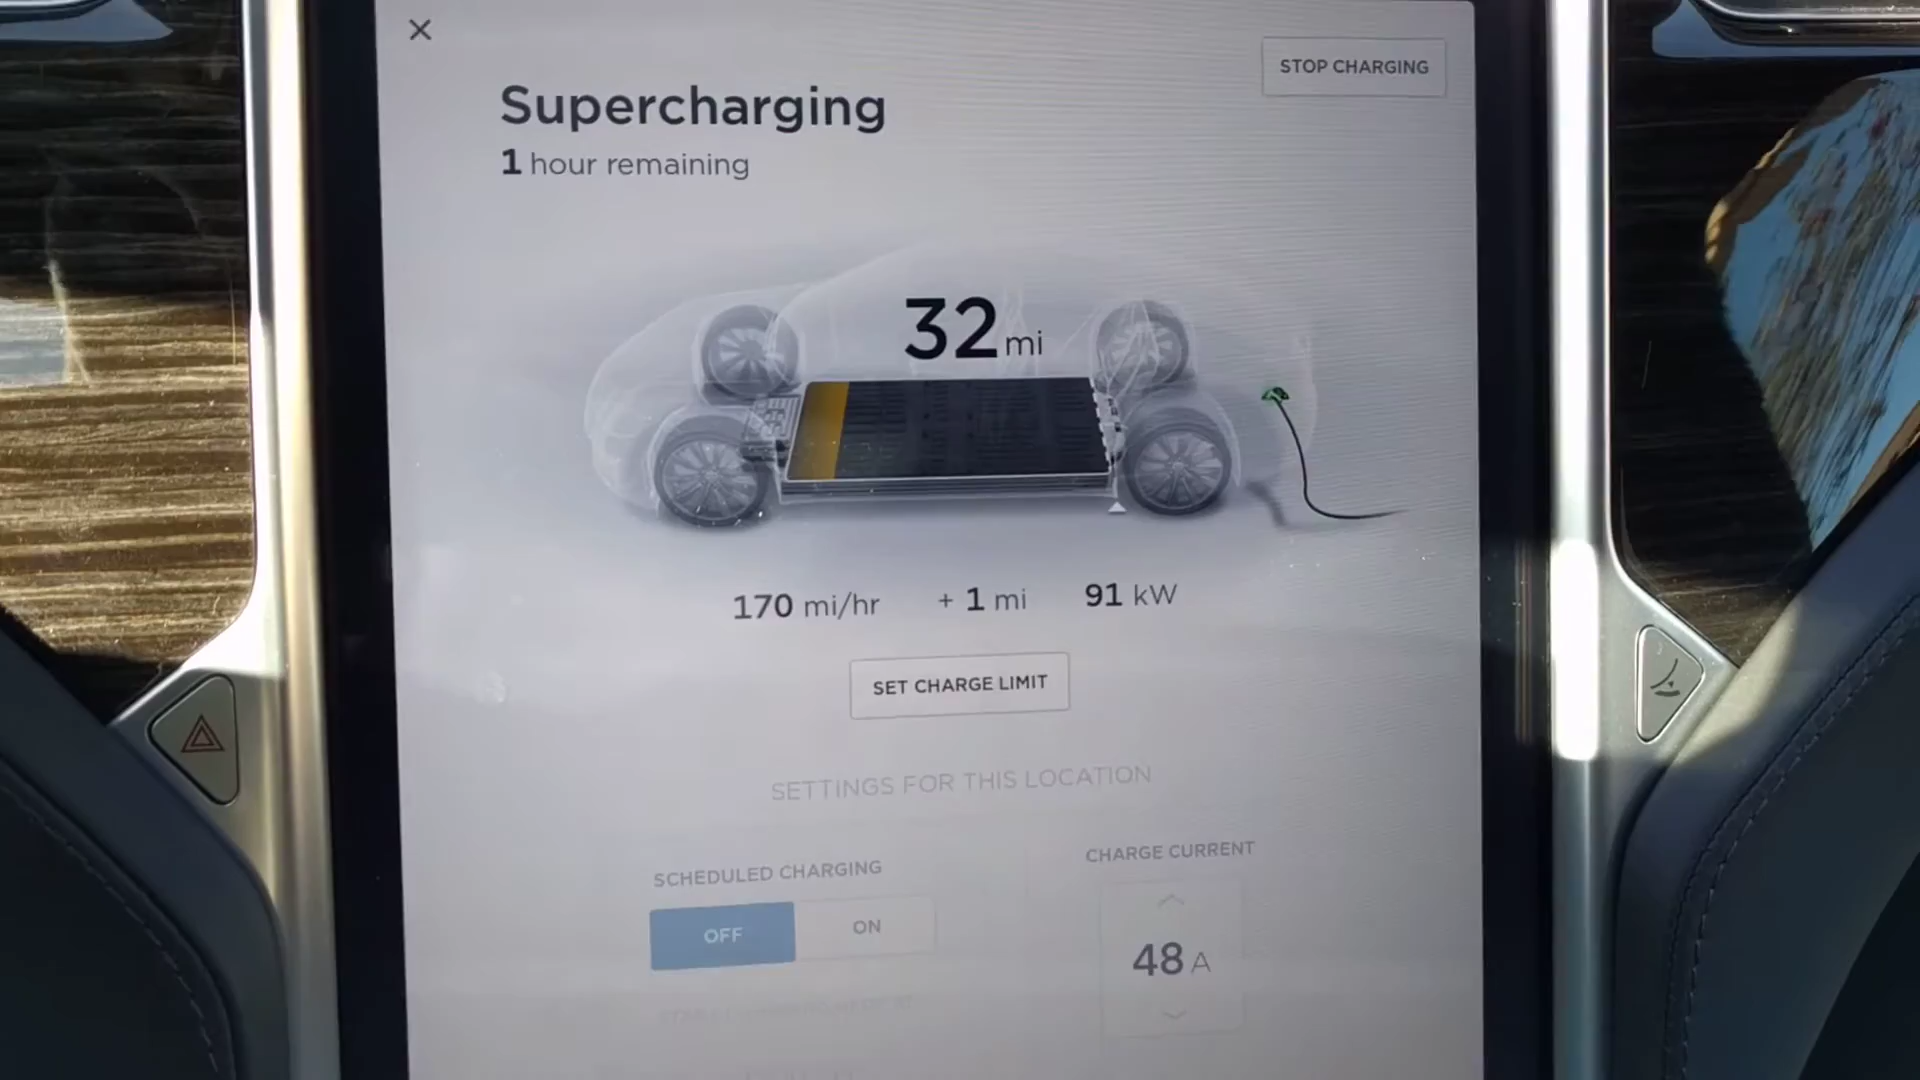 STOP CHARGING
Supercharging
1 hour remaining
32 mi
170 mi/hr + 1 mi 91 kW
SET CHARGE LIMIT
SETTINGS FOR THIS LOCATION
SCHEDULED CHARGING
CHARGE CURRENT
OFF ON
48 A